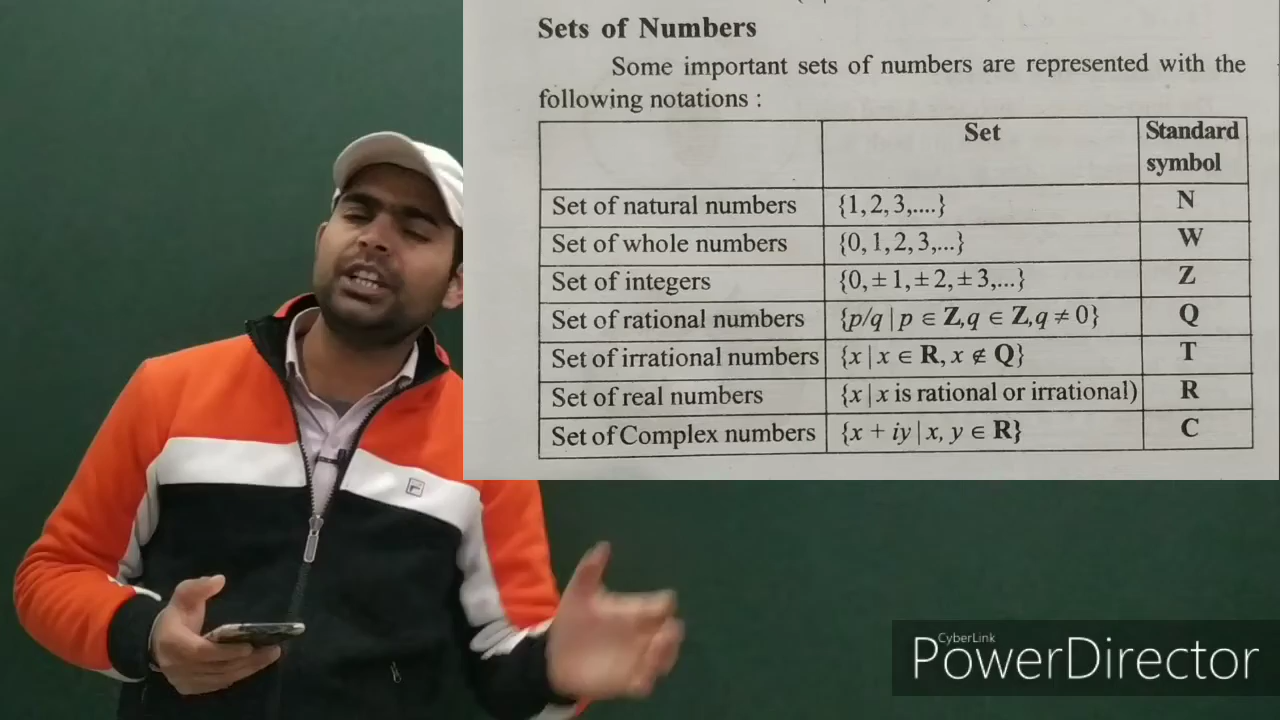 Sets of Numbers
Some important sets of numbers are represented with the
following notations :
Set Standard symbol
Set of natural numbers {1, 2, 3,....} N
Set of whole numbers {0, 1, 2, 3,...} W
Set of integers {0, ± 1, ± 2, ± 3,...} Z
Set of rational numbers {p/q | p ∈ Z, q ∈ Z, q ≠ 0} Q
Set of irrational numbers {x | x ∈ R, x ∉ Q} T
Set of real numbers {x | x is rational or irrational) R
Set of Complex numbers {x + iy | x, y ∈ R} C
CyberLink
PowerDirector